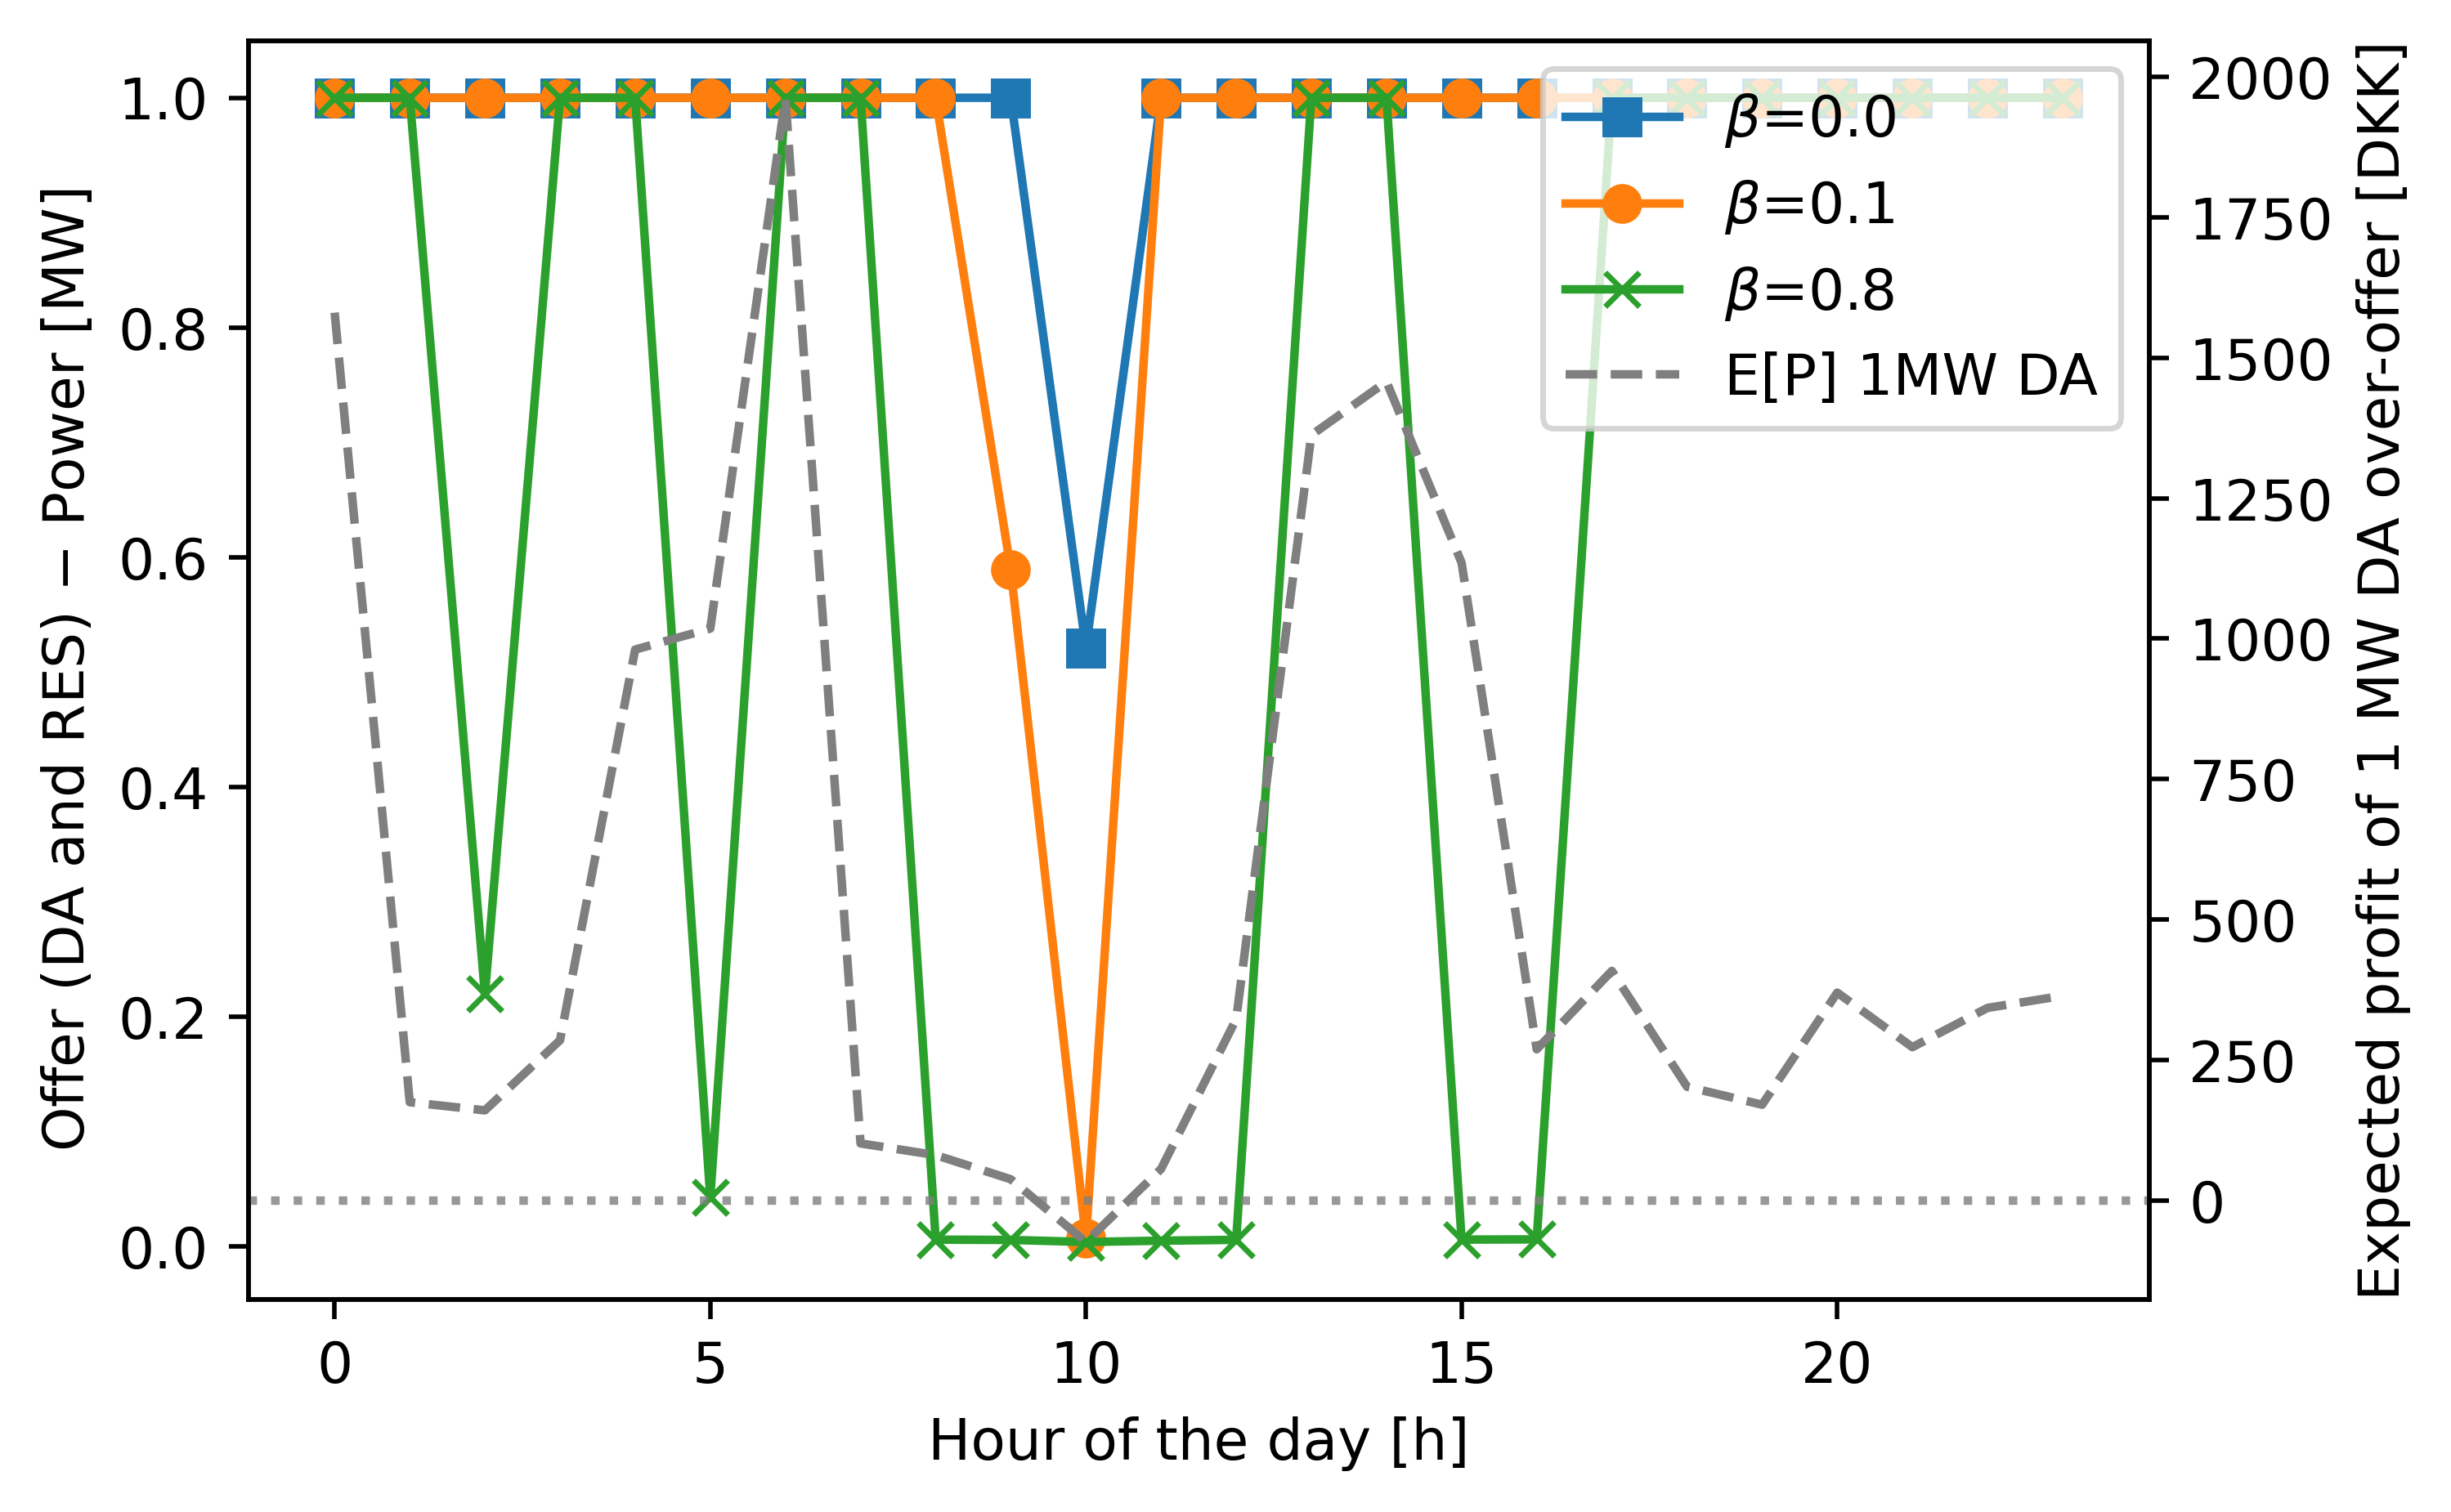 1.0
0.8
0.6
0.4
0.2
0.0
Offer (DA and RES) − Power [MW]
β=0.0
β=0.1
β=0.8
E[P] 1MW DA
2000
1750
1500
1250
1000
750
500
250
0
Expected profit of 1 MW DA over-offer [DKK]
0 5 10 15 20
Hour of the day [h]